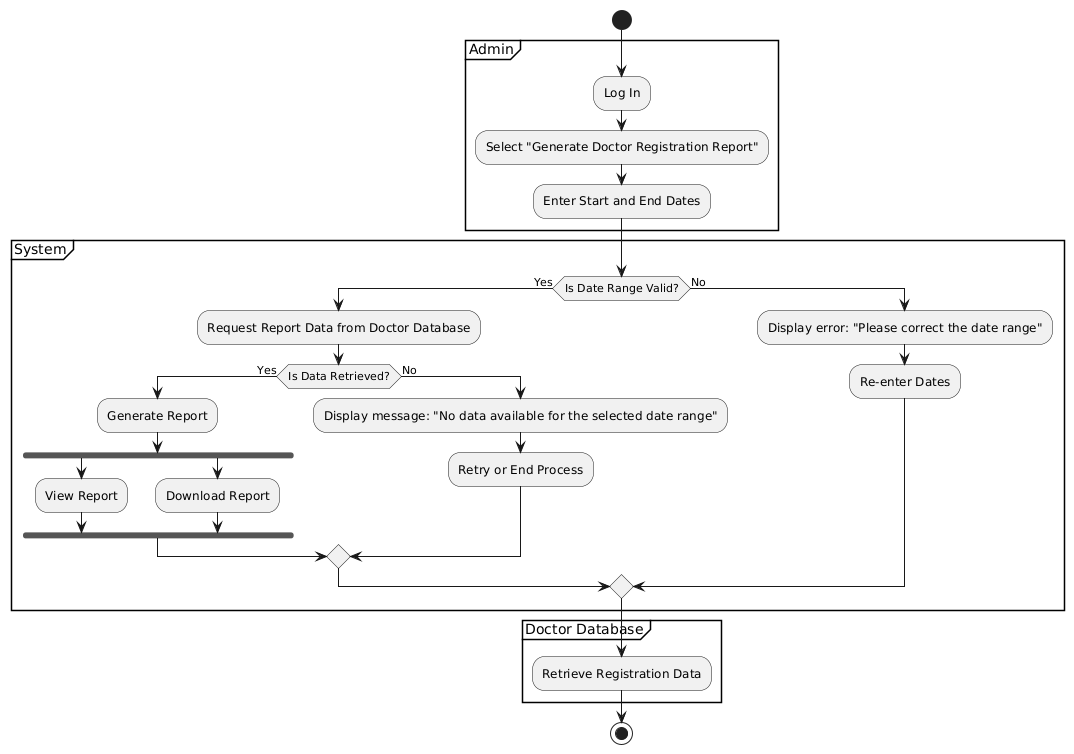 Admin
Log In
Select "Generate Doctor Registration Report"
Enter Start and End Dates
System
Is Date Range Valid?
Yes
No
Request Report Data from Doctor Database
Display error: "Please correct the date range"
Is Data Retrieved?
Yes
No
Re-enter Dates
Generate Report
Display message: "No data available for the selected date range"
Retry or End Process
View Report
Download Report
Doctor Database
Retrieve Registration Data